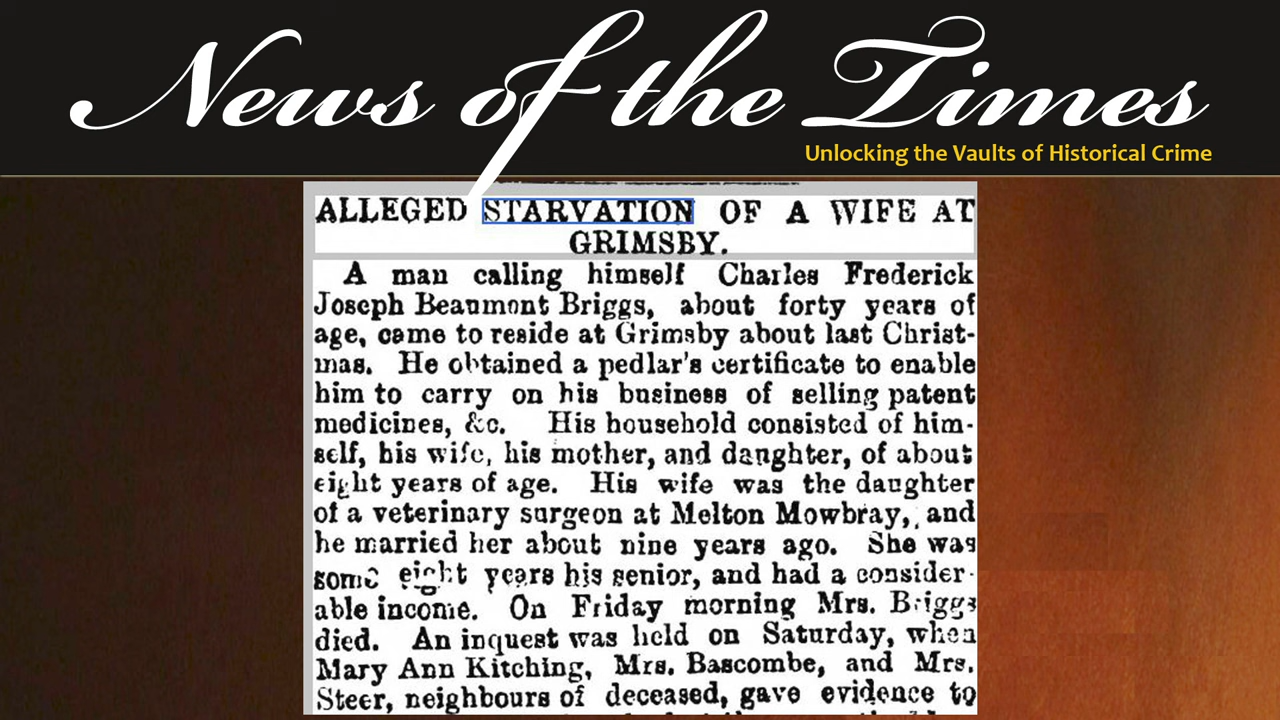 News of the Times
Unlocking the Vaults of Historical Crime
ALLEGED STARVATION OF A WIFE AT
GRIMSBY.
A man calling himself Charles Frederick
Joseph Beaumont Briggs, about forty years of
age, came to reside at Grimsby about last Christ-
mas. He obtained a pedlar's certificate to enable
him to carry on his business of selling patent
medicines, &c. His household consisted of him-
self, his wife, his mother, and daughter, of about
eight years of age. His wife was the daughter
of a veterinary surgeon at Melton Mowbray, and
he married her about nine years ago. She was
some eight years his senior, and had a consider-
able income. On Friday morning Mrs. Briggs
died. An inquest was held on Saturday, when
Mary Ann Kitching, Mrs. Bascombe, and Mrs.
Steer, neighbours of deceased, gave evidence to